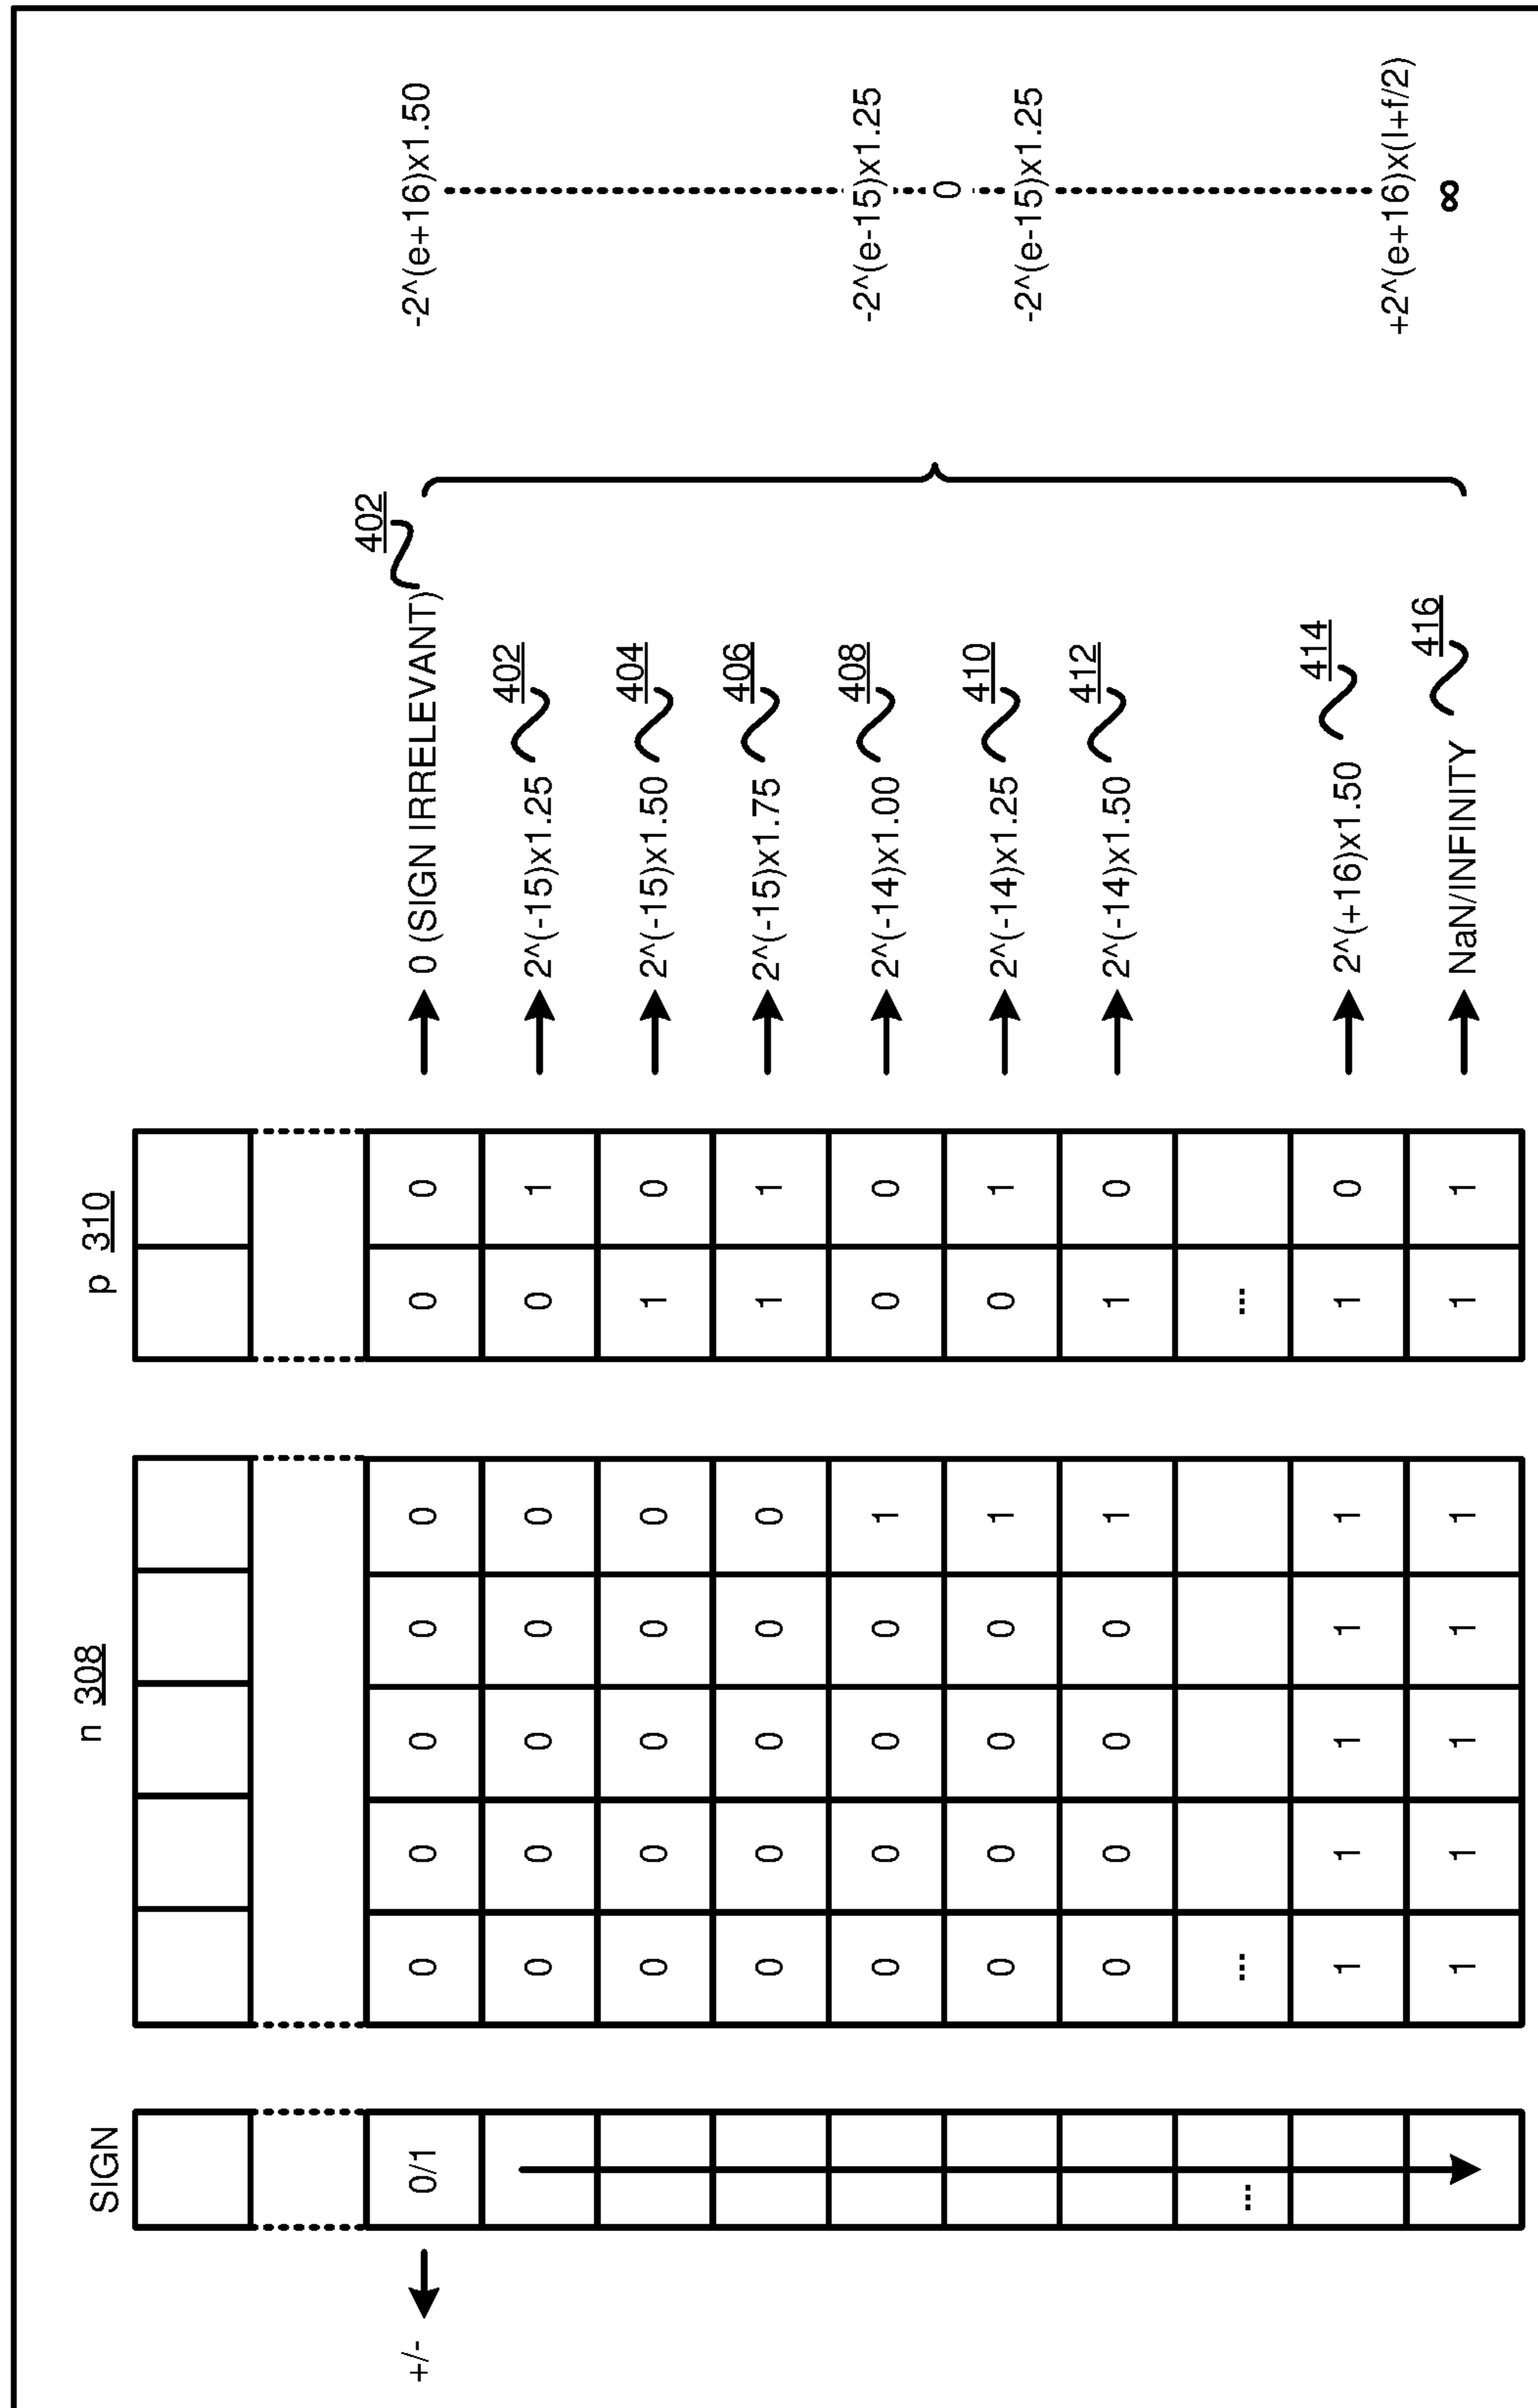 SIGN n 308 p 310
+/- 0/1 0 0 0 0 0 0 0 0 (SIGN IRRELEVANT) 402
0 0 0 0 0 0 1 2^(-15)x1.25 402
0 0 0 0 0 1 0 2^(-15)x1.50 404
0 0 0 0 0 1 1 2^(-15)x1.75 406
0 0 0 0 1 0 0 2^(-14)x1.00 408
0 0 0 0 1 0 1 2^(-14)x1.25 410
0 0 0 0 1 1 0 2^(-14)x1.50 412
... ... ...
1 1 1 1 1 1 0 2^(+16)x1.50 414
1 1 1 1 1 1 1 NaN/INFINITY 416
-2^(e+16)x1.50
-2^(e-15)x1.25
0
-2^(e-15)x1.25
+2^(e+16)x(l+f/2)
∞